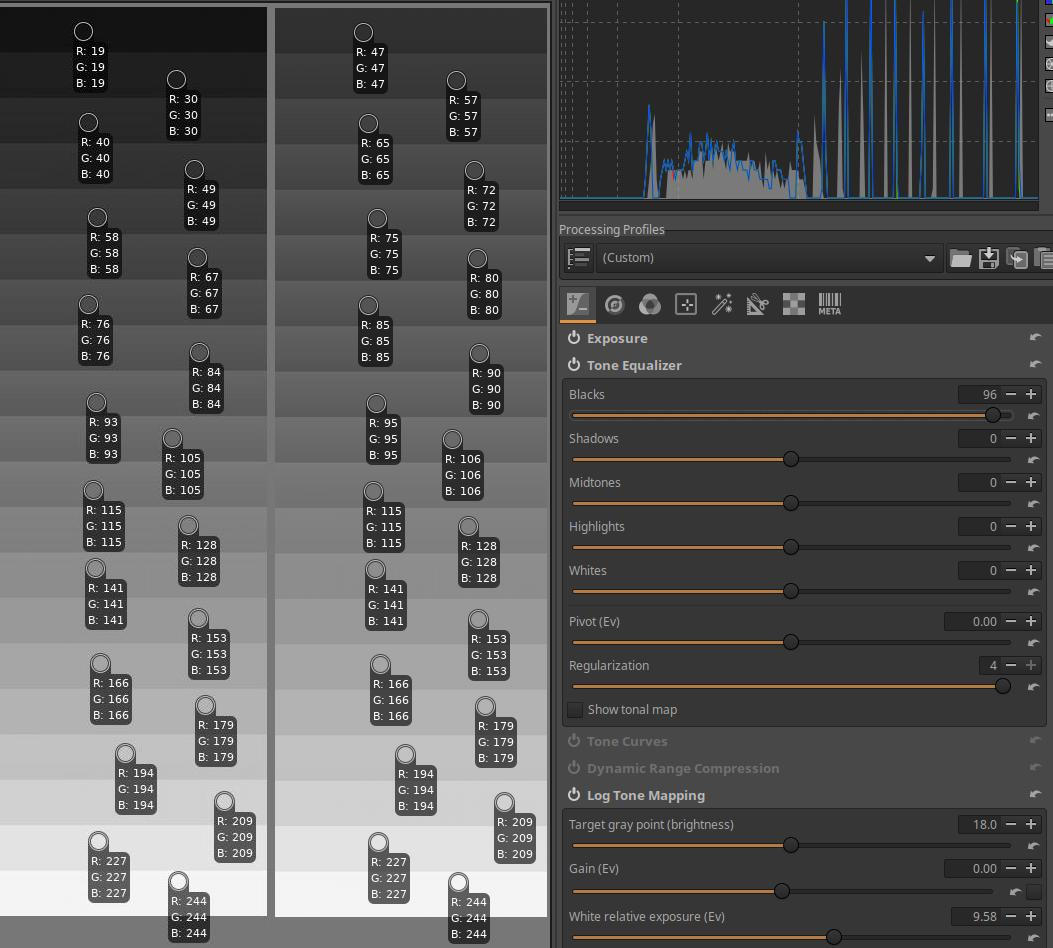 R: 19
G: 19
B: 19
R: 30
G: 30
B: 30
R: 40
G: 40
B: 40
R: 49
G: 49
B: 49
R: 58
G: 58
B: 58
R: 67
G: 67
B: 67
R: 76
G: 76
B: 76
R: 84
G: 84
B: 84
R: 93
G: 93
B: 93
R: 105
G: 105
B: 105
R: 115
G: 115
B: 115
R: 128
G: 128
B: 128
R: 141
G: 141
B: 141
R: 153
G: 153
B: 153
R: 166
G: 166
B: 166
R: 179
G: 179
B: 179
R: 194
G: 194
B: 194
R: 209
G: 209
B: 209
R: 227
G: 227
B: 227
R: 244
G: 244
B: 244
R: 47
G: 47
B: 47
R: 57
G: 57
B: 57
R: 65
G: 65
B: 65
R: 72
G: 72
B: 72
R: 75
G: 75
B: 75
R: 80
G: 80
B: 80
R: 85
G: 85
B: 85
R: 90
G: 90
B: 90
R: 95
G: 95
B: 95
R: 106
G: 106
B: 106
R: 115
G: 115
B: 115
R: 128
G: 128
B: 128
R: 141
G: 141
B: 141
R: 153
G: 153
B: 153
R: 166
G: 166
B: 166
R: 179
G: 179
B: 179
R: 194
G: 194
B: 194
R: 209
G: 209
B: 209
R: 227
G: 227
B: 227
R: 244
G: 244
B: 244
Processing Profiles
(Custom)
META
Exposure
Tone Equalizer
Blacks 96
Shadows 0
Midtones 0
Highlights 0
Whites 0
Pivot (Ev) 0.00
Regularization 4
Show tonal map
Tone Curves
Dynamic Range Compression
Log Tone Mapping
Target gray point (brightness) 18.0
Gain (Ev) 0.00
White relative exposure (Ev) 9.58